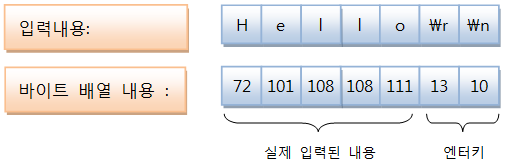 입력내용: H e l l o ₩r ₩n
바이트 배열 내용 : 72 101 108 108 111 13 10
실제 입력된 내용 엔터키